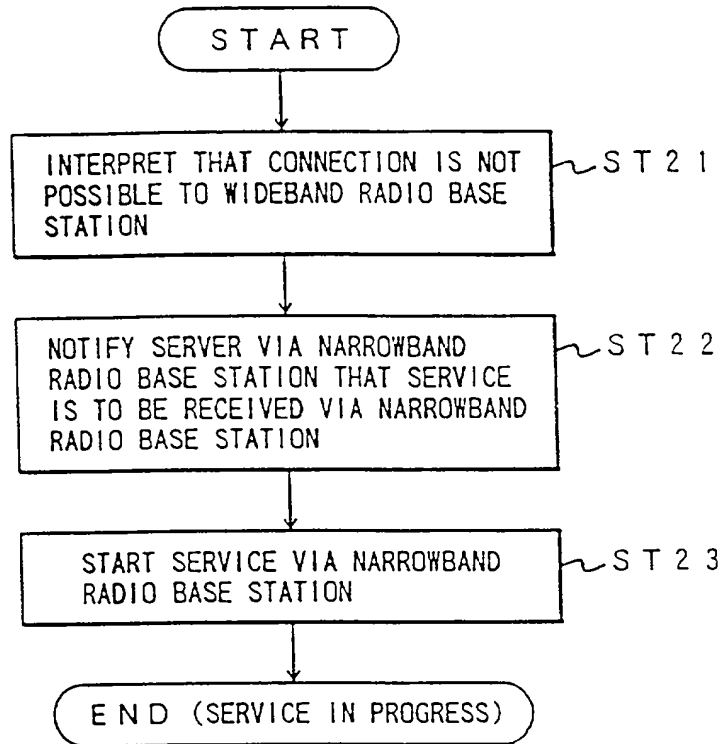 START
INTERPRET THAT CONNECTION IS NOT
POSSIBLE TO WIDEBAND RADIO BASE
STATION
ST21
NOTIFY SERVER VIA NARROWBAND
RADIO BASE STATION THAT SERVICE
IS TO BE RECEIVED VIA NARROWBAND
RADIO BASE STATION
ST22
START SERVICE VIA NARROWBAND
RADIO BASE STATION
ST23
END (SERVICE IN PROGRESS)